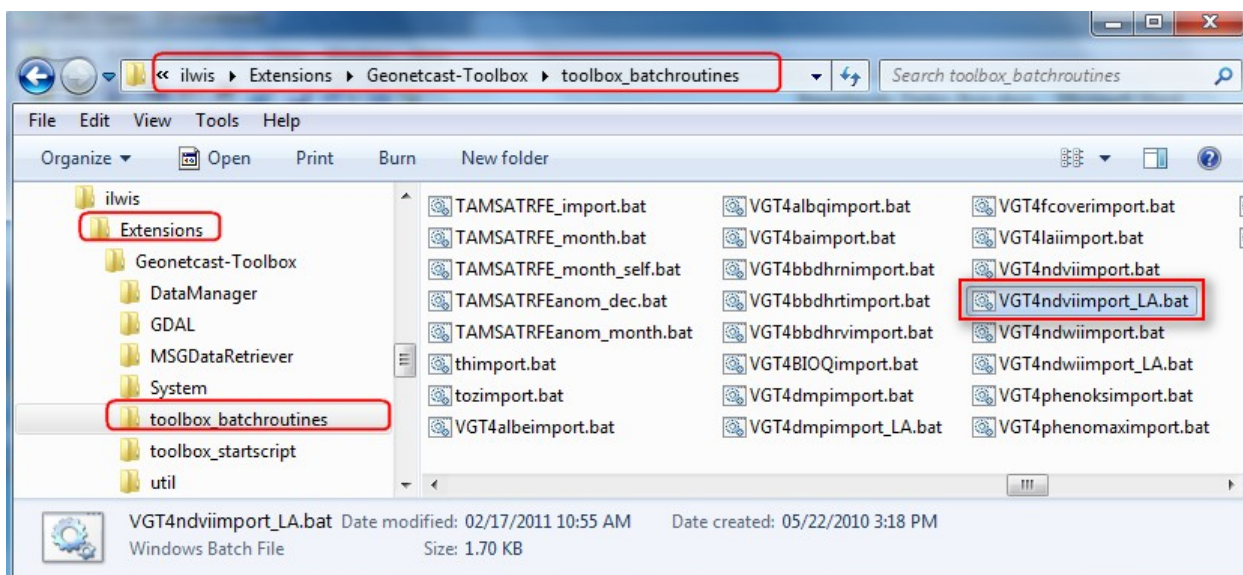 « ilwis ▸ Extensions ▸ Geonetcast-Toolbox ▸ toolbox_batchroutines
Search toolbox_batchroutines
File Edit View Tools Help
Organize Open Print Burn New folder
ilwis
Extensions
Geonetcast-Toolbox
DataManager
GDAL
MSGDataRetriever
System
toolbox_batchroutines
toolbox_startscript
util
TAMSATRFE_import.bat
TAMSATRFE_month.bat
TAMSATRFE_month_self.bat
TAMSATRFEanom_dec.bat
TAMSATRFEanom_month.bat
thimport.bat
tozimport.bat
VGT4albeimport.bat
VGT4albqimport.bat
VGT4baimport.bat
VGT4bbdhrnimport.bat
VGT4bbdhrtimport.bat
VGT4bbdhrvimport.bat
VGT4BIOQimport.bat
VGT4dmpimport.bat
VGT4dmpimport_LA.bat
VGT4fcoverimport.bat
VGT4laiimport.bat
VGT4ndviimport.bat
VGT4ndviimport_LA.bat
VGT4ndwiimport.bat
VGT4ndwiimport_LA.bat
VGT4phenoksimport.bat
VGT4phenomaximport.bat
VGT4ndviimport_LA.bat Date modified: 02/17/2011 10:55 AM Date created: 05/22/2010 3:18 PM
Windows Batch File Size: 1.70 KB